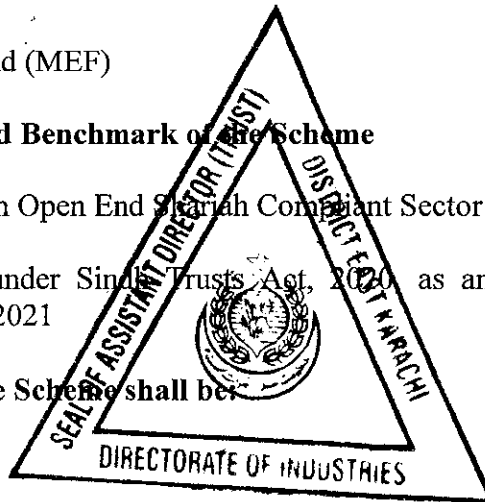 d (MEF)
d Benchmark of the Scheme
n Open End Shariah Compliant Sector
under Sindh Trusts Act, 2020, as an
2021
e Scheme shall be:
SEAL OF ASSISTANT DIRECTOR (TRUST)
DISTRICT EAST KARACHI
DIRECTORATE OF INDUSTRIES